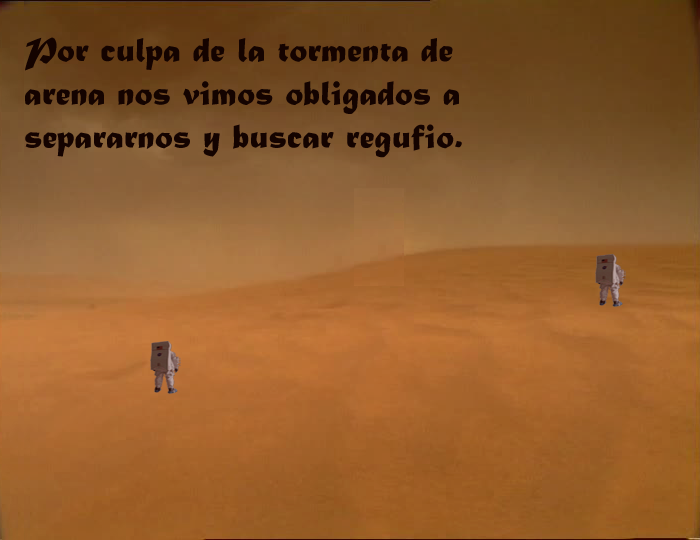 Por culpa de la tormenta de
arena nos vimos obligados a
separarnos y buscar regufio.